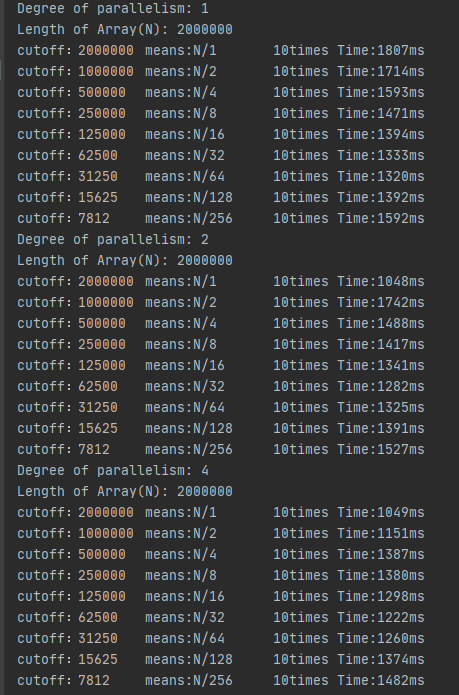 Degree of parallelism: 1
Length of Array(N): 2000000
cutoff: 2000000 means:N/1 10times Time:1807ms
cutoff: 1000000 means:N/2 10times Time:1714ms
cutoff: 500000 means:N/4 10times Time:1593ms
cutoff: 250000 means:N/8 10times Time:1471ms
cutoff: 125000 means:N/16 10times Time:1394ms
cutoff: 62500 means:N/32 10times Time:1333ms
cutoff: 31250 means:N/64 10times Time:1320ms
cutoff: 15625 means:N/128 10times Time:1392ms
cutoff: 7812 means:N/256 10times Time:1592ms
Degree of parallelism: 2
Length of Array(N): 2000000
cutoff: 2000000 means:N/1 10times Time:1048ms
cutoff: 1000000 means:N/2 10times Time:1742ms
cutoff: 500000 means:N/4 10times Time:1488ms
cutoff: 250000 means:N/8 10times Time:1417ms
cutoff: 125000 means:N/16 10times Time:1341ms
cutoff: 62500 means:N/32 10times Time:1282ms
cutoff: 31250 means:N/64 10times Time:1325ms
cutoff: 15625 means:N/128 10times Time:1391ms
cutoff: 7812 means:N/256 10times Time:1527ms
Degree of parallelism: 4
Length of Array(N): 2000000
cutoff: 2000000 means:N/1 10times Time:1049ms
cutoff: 1000000 means:N/2 10times Time:1151ms
cutoff: 500000 means:N/4 10times Time:1387ms
cutoff: 250000 means:N/8 10times Time:1380ms
cutoff: 125000 means:N/16 10times Time:1298ms
cutoff: 62500 means:N/32 10times Time:1222ms
cutoff: 31250 means:N/64 10times Time:1260ms
cutoff: 15625 means:N/128 10times Time:1374ms
cutoff: 7812 means:N/256 10times Time:1482ms